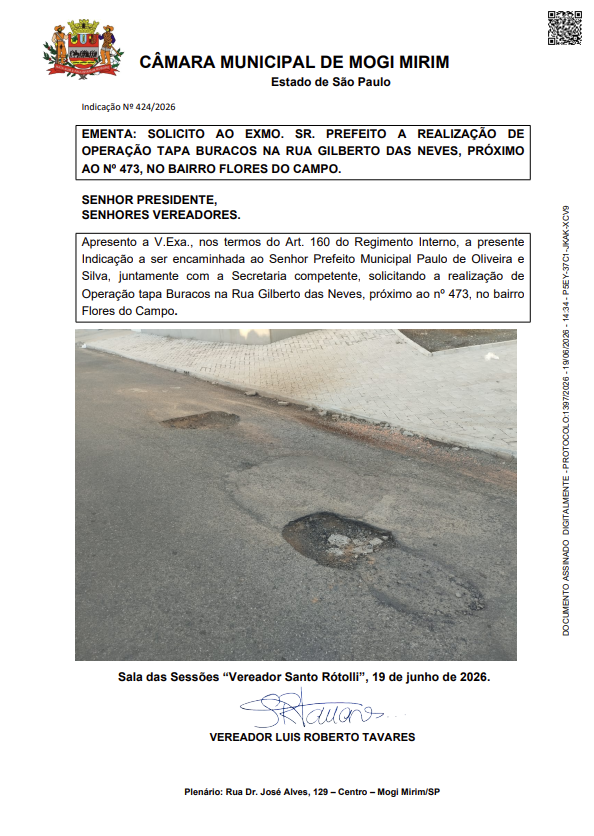 CÂMARA MUNICIPAL DE MOGI MIRIM
Estado de São Paulo
Indicação Nº 424/2026
EMENTA: SOLICITO AO EXMO. SR. PREFEITO A REALIZAÇÃO DE
OPERAÇÃO TAPA BURACOS NA RUA GILBERTO DAS NEVES, PRÓXIMO
AO Nº 473, NO BAIRRO FLORES DO CAMPO.
SENHOR PRESIDENTE,
SENHORES VEREADORES.
Apresento a V.Exa., nos termos do Art. 160 do Regimento Interno, a presente
Indicação a ser encaminhada ao Senhor Prefeito Municipal Paulo de Oliveira e
Silva, juntamente com a Secretaria competente, solicitando a realização de
Operação tapa Buracos na Rua Gilberto das Neves, próximo ao nº 473, no bairro
Flores do Campo.
Sala das Sessões “Vereador Santo Rótolli”, 19 de junho de 2026.
VEREADOR LUIS ROBERTO TAVARES
Plenário: Rua Dr. José Alves, 129 – Centro – Mogi Mirim/SP
DOCUMENTO ASSINADO DIGITALMENTE - PROTOCOLO:1397/2026 - 19/06/2026 - 14:34 - P5EY-37C1-JKAK-XCV9